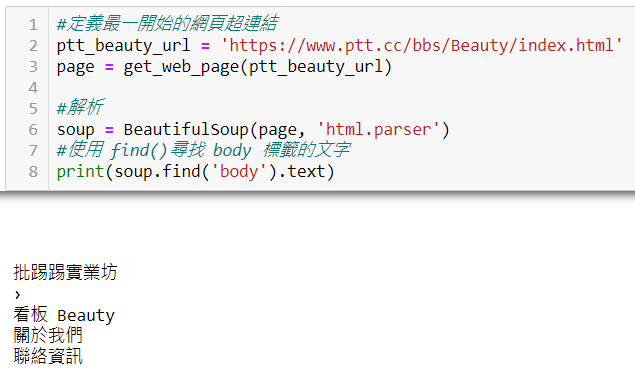 1 #定義最一開始的網頁超連結
2 ptt_beauty_url = 'https://www.ptt.cc/bbs/Beauty/index.html'
3 page = get_web_page(ptt_beauty_url)
4
5 #解析
6 soup = BeautifulSoup(page, 'html.parser')
7 #使用 find()尋找 body 標籤的文字
8 print(soup.find('body').text)
批踢踢實業坊
›
看板 Beauty
關於我們
聯絡資訊